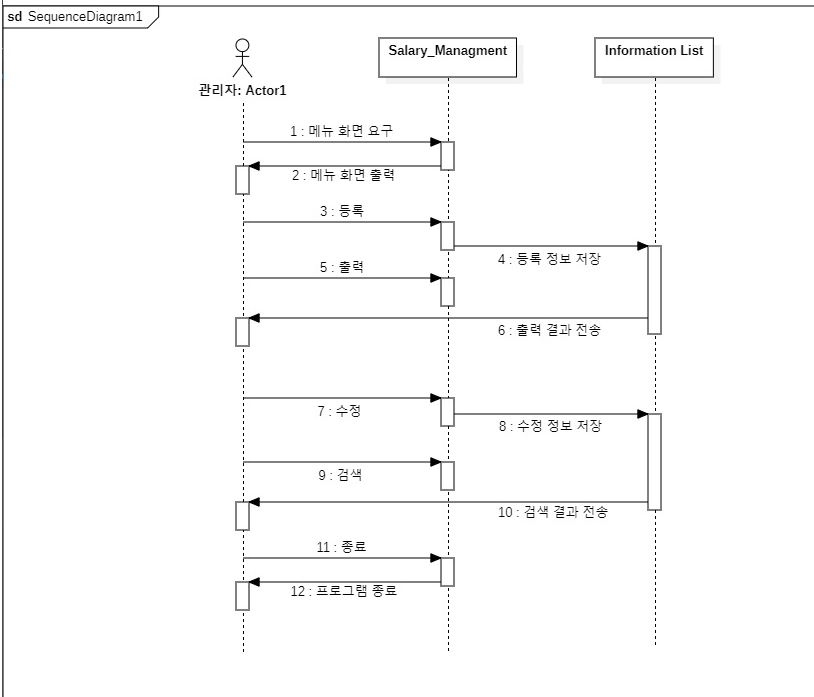 sd SequenceDiagram1
Salary_Managment
Information List
관리자: Actor1
1 : 메뉴 화면 요구
2 : 메뉴 화면 출력
3 : 등록
4 : 등록 정보 저장
5 : 출력
6 : 출력 결과 전송
7 : 수정
8 : 수정 정보 저장
9 : 검색
10 : 검색 결과 전송
11 : 종료
12 : 프로그램 종료